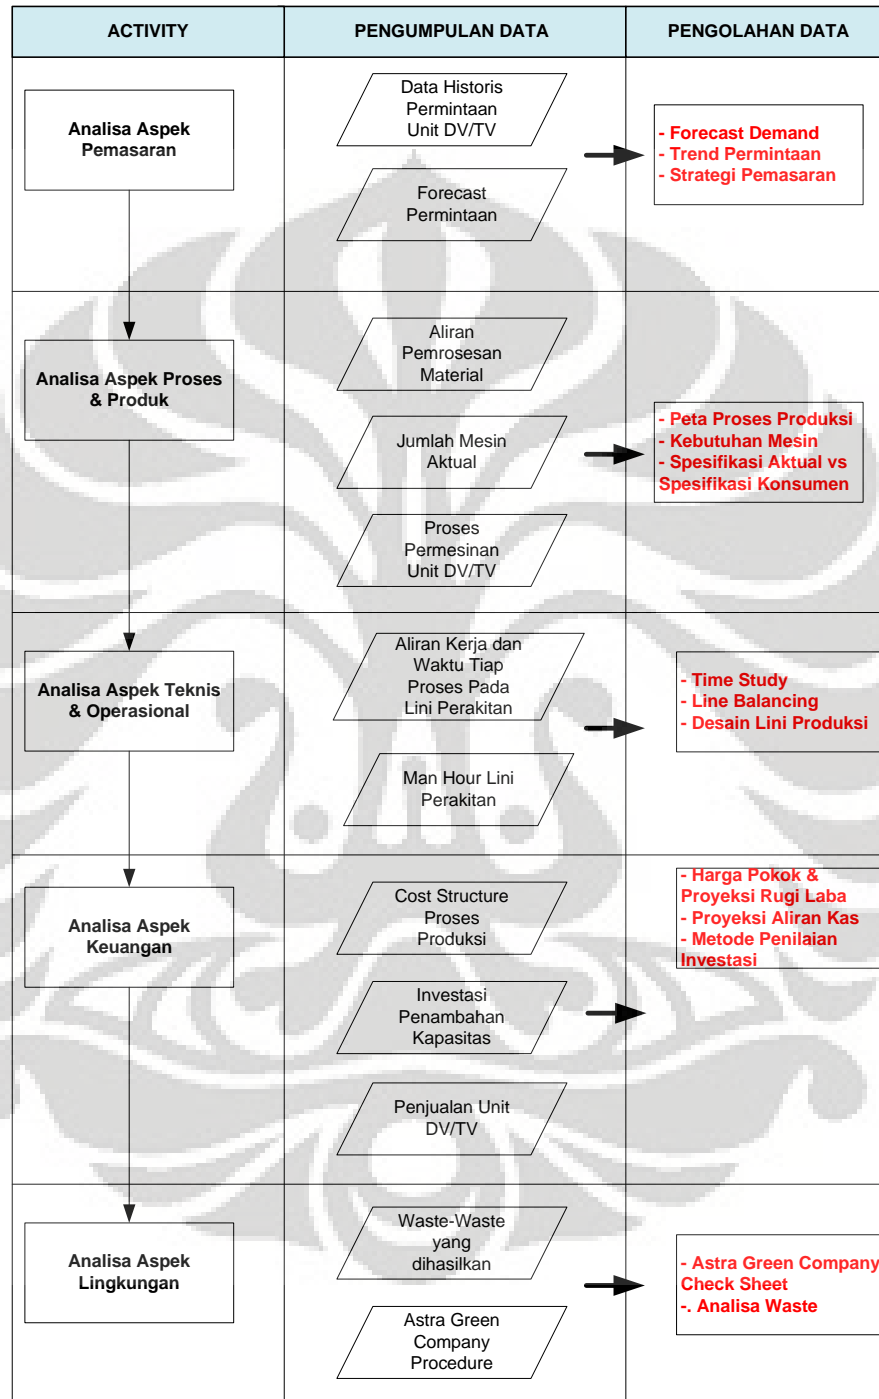 ACTIVITY
PENGUMPULAN DATA
PENGOLAHAN DATA
Analisa Aspek
Pemasaran
Data Historis
Permintaan
Unit DV/TV
Forecast
Permintaan
- Forecast Demand
- Trend Permintaan
- Strategi Pemasaran
Analisa Aspek Proses
& Produk
Aliran
Pemrosesan
Material
Jumlah Mesin
Aktual
Proses
Permesinan
Unit DV/TV
- Peta Proses Produksi
- Kebutuhan Mesin
- Spesifikasi Aktual vs
Spesifikasi Konsumen
Analisa Aspek Teknis
& Operasional
Aliran Kerja dan
Waktu Tiap
Proses Pada
Lini Perakitan
Man Hour Lini
Perakitan
- Time Study
- Line Balancing
- Desain Lini Produksi
Analisa Aspek
Keuangan
Cost Structure
Proses
Produksi
Investasi
Penambahan
Kapasitas
Penjualan Unit
DV/TV
- Harga Pokok &
Proyeksi Rugi Laba
- Proyeksi Aliran Kas
- Metode Penilaian
Investasi
Analisa Aspek
Lingkungan
Waste-Waste
yang
dihasilkan
Astra Green
Company
Procedure
- Astra Green Company
Check Sheet
-. Analisa Waste